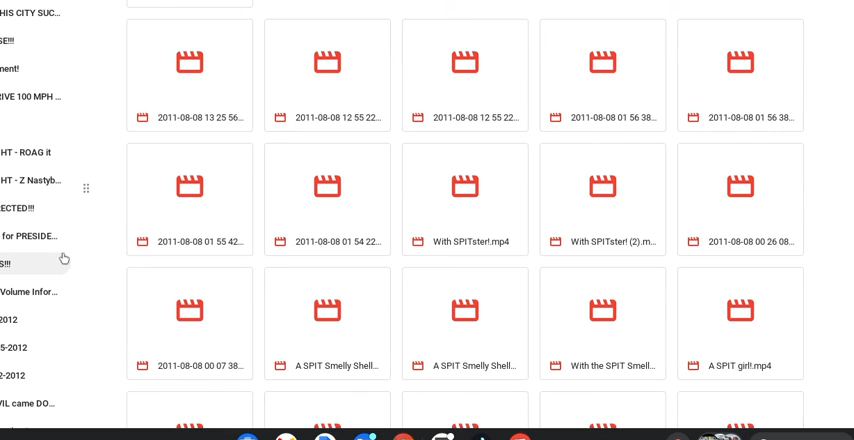 HIS CITY SUC...
SE!!!
ment!
RIVE 100 MPH ...
HT - ROAG it
HT - Z Nastyb...
RECTED!!!
for PRESIDE...
S!!!
Volume Infor...
2012
5-2012
2-2012
VIL came DO...
2011-08-08 13 25 56...
2011-08-08 12 55 22...
2011-08-08 12 55 22...
2011-08-08 01 56 38...
2011-08-08 01 56 38...
2011-08-08 01 55 42...
2011-08-08 01 54 22...
With SPITster!.mp4
With SPITster! (2).m...
2011-08-08 00 26 08...
2011-08-08 00 07 38...
A SPIT Smelly Shell...
A SPIT Smelly Shell...
With the SPIT Smell...
A SPIT girl!.mp4